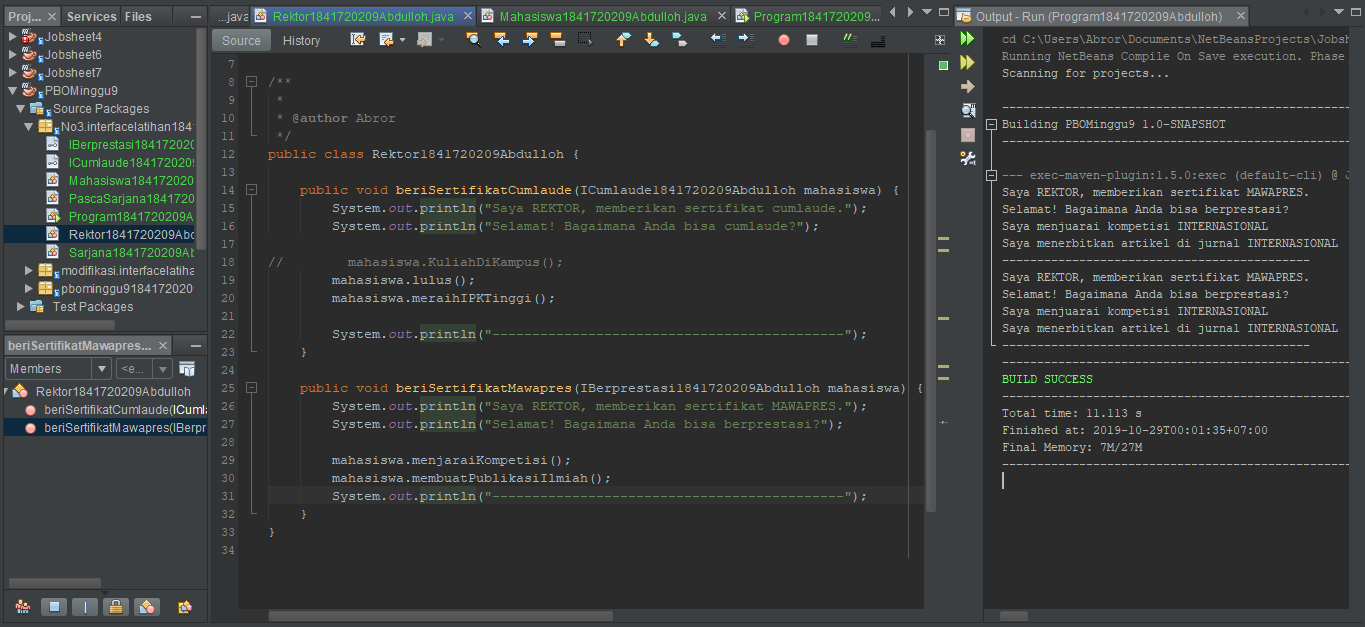 Proj... Services Files
Jobsheet4
Jobsheet6
Jobsheet7
PBOMinggu9
Source Packages
No3.interfacelatihan184
IBerprestasi1841720
ICumlaude184172020
Mahasiswa18417202
PascaSarjana184172
Program1841720209A
Rektor1841720209Abd
Sarjana1841720209Ab
modifikasi.interfacelatiha
pbominggu9184172020
Test Packages
beriSertifikatMawapres...
Members <e...
Rektor1841720209Abdulloh
beriSertifikatCumlaude(ICuml
beriSertifikatMawapres(IBerpr
...java Rektor1841720209Abdulloh.java Mahasiswa1841720209Abdulloh.java Program1841720209...
Source History
7
8 /**
9 *
10 * @author Abror
11 */
12 public class Rektor1841720209Abdulloh {
13
14 public void beriSertifikatCumlaude(ICumlaude1841720209Abdulloh mahasiswa) {
15 System.out.println("Saya REKTOR, memberikan sertifikat cumlaude.");
16 System.out.println("Selamat! Bagaimana Anda bisa cumlaude?");
17
18 // mahasiswa.KuliahDiKampus();
19 mahasiswa.lulus();
20 mahasiswa.meraihIPKTinggi();
21
22 System.out.println("--------------------------------------------");
23 }
24
25 public void beriSertifikatMawapres(IBerprestasi1841720209Abdulloh mahasiswa) {
26 System.out.println("Saya REKTOR, memberikan sertifikat MAWAPRES.");
27 System.out.println("Selamat! Bagaimana Anda bisa berprestasi?");
28
29 mahasiswa.menjaraiKompetisi();
30 mahasiswa.membuatPublikasiIlmiah();
31 System.out.println("--------------------------------------------");
32 }
33 }
34
Output - Run (Program1841720209Abdulloh)
cd C:\Users\Abror\Documents\NetBeansProjects\Jobsh
Running NetBeans Compile On Save execution. Phase
Scanning for projects...
------------------------------------------------
Building PBOMinggu9 1.0-SNAPSHOT
------------------------------------------------
--- exec-maven-plugin:1.5.0:exec (default-cli) @ J
Saya REKTOR, memberikan sertifikat MAWAPRES.
Selamat! Bagaimana Anda bisa berprestasi?
Saya menjuarai kompetisi INTERNASIONAL
Saya menerbitkan artikel di jurnal INTERNASIONAL
--------------------------------------------
Saya REKTOR, memberikan sertifikat MAWAPRES.
Selamat! Bagaimana Anda bisa berprestasi?
Saya menjuarai kompetisi INTERNASIONAL
Saya menerbitkan artikel di jurnal INTERNASIONAL
--------------------------------------------
------------------------------------------------
BUILD SUCCESS
------------------------------------------------
Total time: 11.113 s
Finished at: 2019-10-29T00:01:35+07:00
Final Memory: 7M/27M
------------------------------------------------